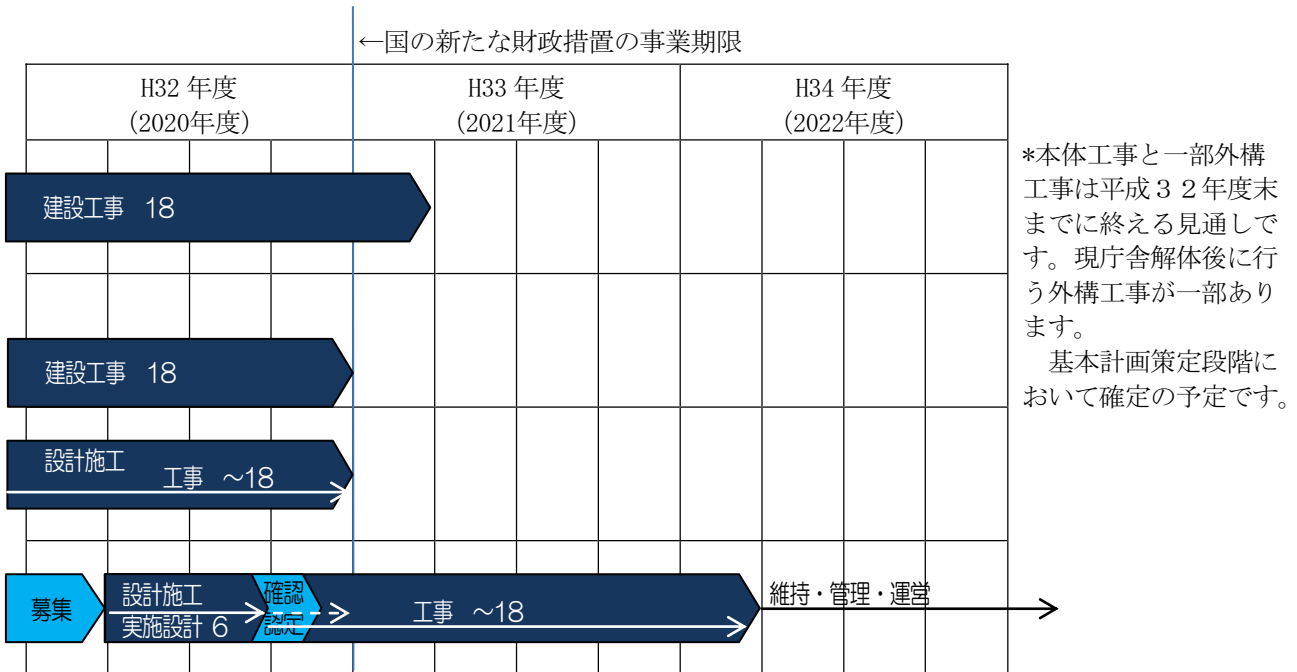 ←国の新たな財政措置の事業期限
H32 年度
(2020年度)
H33 年度
(2021年度)
H34 年度
(2022年度)
建設工事 18
建設工事 18
設計施工
工事 ～18
募集
設計施工
実施設計 6
確認
認定
工事 ～18
維持・管理・運営
*本体工事と一部外構
工事は平成３２年度末
までに終える見通しで
す。現庁舎解体後に行
う外構工事が一部あり
ます。
　基本計画策定段階に
おいて確定の予定です。